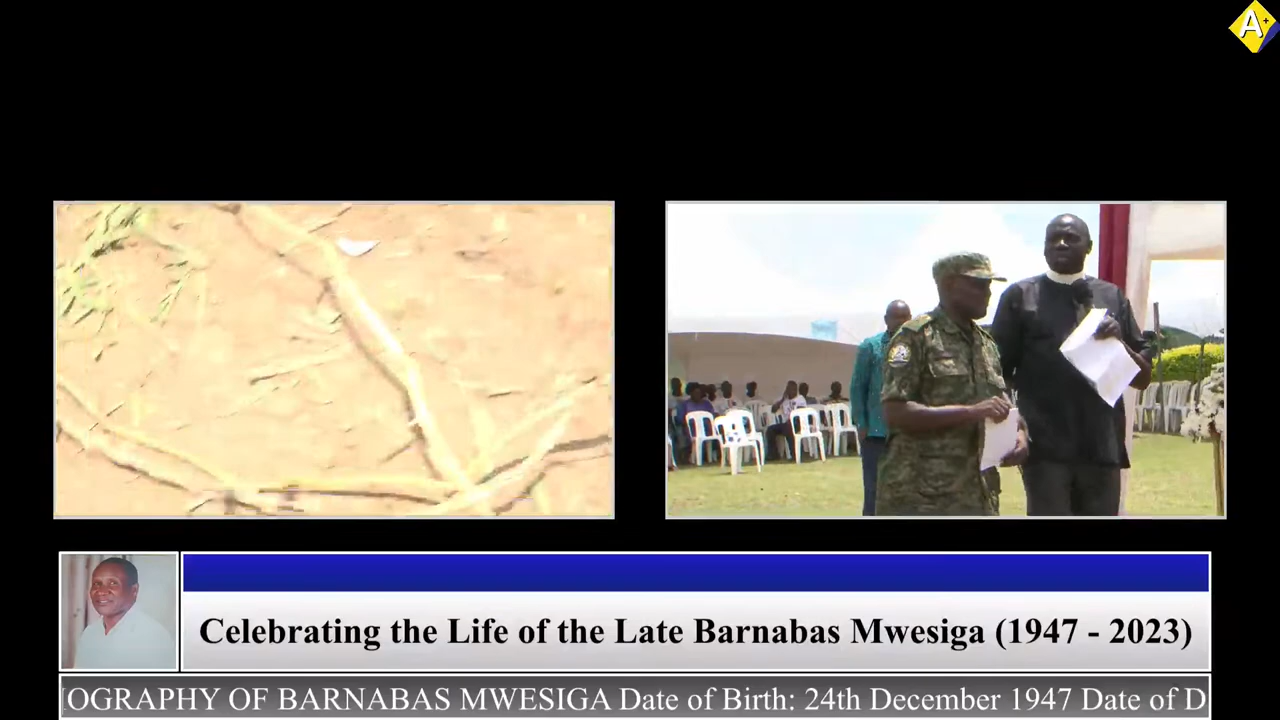 A+
Celebrating the Life of the Late Barnabas Mwesiga (1947 - 2023)
IOGRAPHY OF BARNABAS MWESIGA Date of Birth: 24th December 1947 Date of D